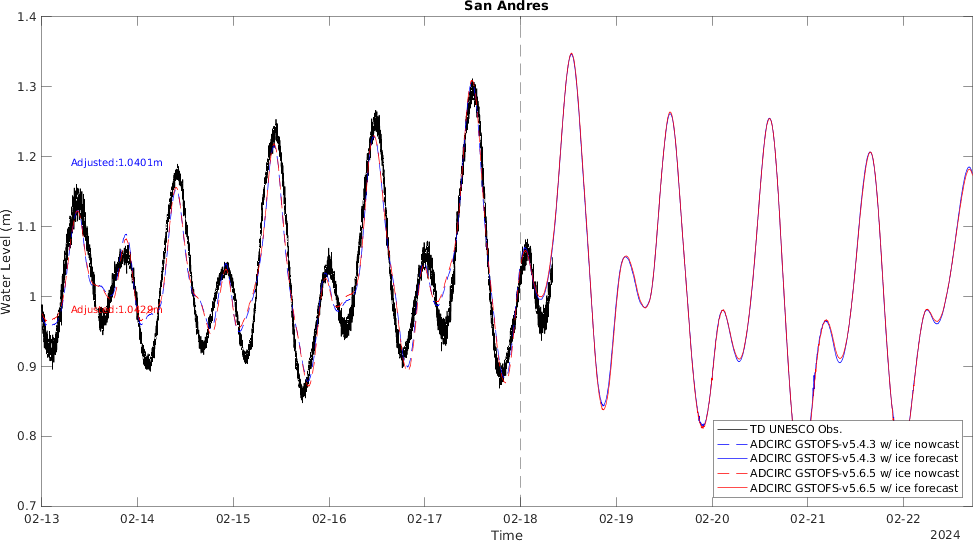 San Andres
1.4
1.3
1.2
1.1
1
0.9
0.8
0.7
Water Level (m)
Adjusted:1.0401m
Adjusted:1.0429m
TD UNESCO Obs.
ADCIRC GSTOFS-v5.4.3 w/ ice nowcast
ADCIRC GSTOFS-v5.4.3 w/ ice forecast
ADCIRC GSTOFS-v5.6.5 w/ ice nowcast
ADCIRC GSTOFS-v5.6.5 w/ ice forecast
02-13 02-14 02-15 02-16 02-17 02-18 02-19 02-20 02-21 02-22
Time
2024